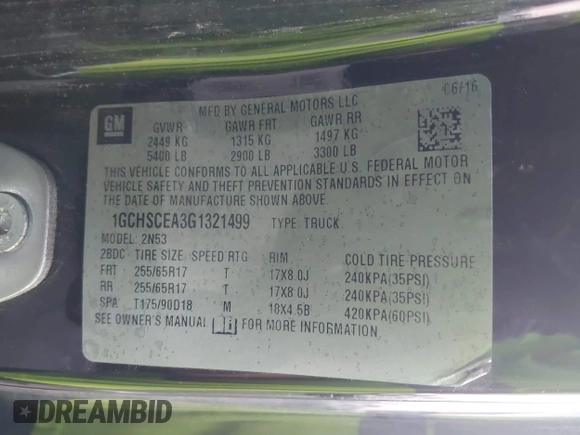 06/16
MFD BY GENERAL MOTORS LLC
GM
GVWR GAWR FRT GAWR RR
2449 KG 1315 KG 1497 KG
5400 LB 2900 LB 3300 LB
THIS VEHICLE CONFORMS TO ALL APPLICABLE U.S. FEDERAL MOTOR
VEHICLE SAFETY AND THEFT PREVENTION STANDARDS IN EFFECT ON
THE DATE OF MANUFACTURE SHOWN ABOVE.
1GCHSCEA3G1321499 TYPE: TRUCK
MODEL: 2N53
2BDC TIRE SIZE SPEED RTG RIM COLD TIRE PRESSURE
FRT 255/65R17 T 17X8.0J 240KPA(35PSI)
RR 255/65R17 T 17X8.0J 240KPA(35PSI)
SPA T175/90D18 M 18X4.5B 420KPA(60PSI)
SEE OWNER'S MANUAL FOR MORE INFORMATION.
DREAMBID